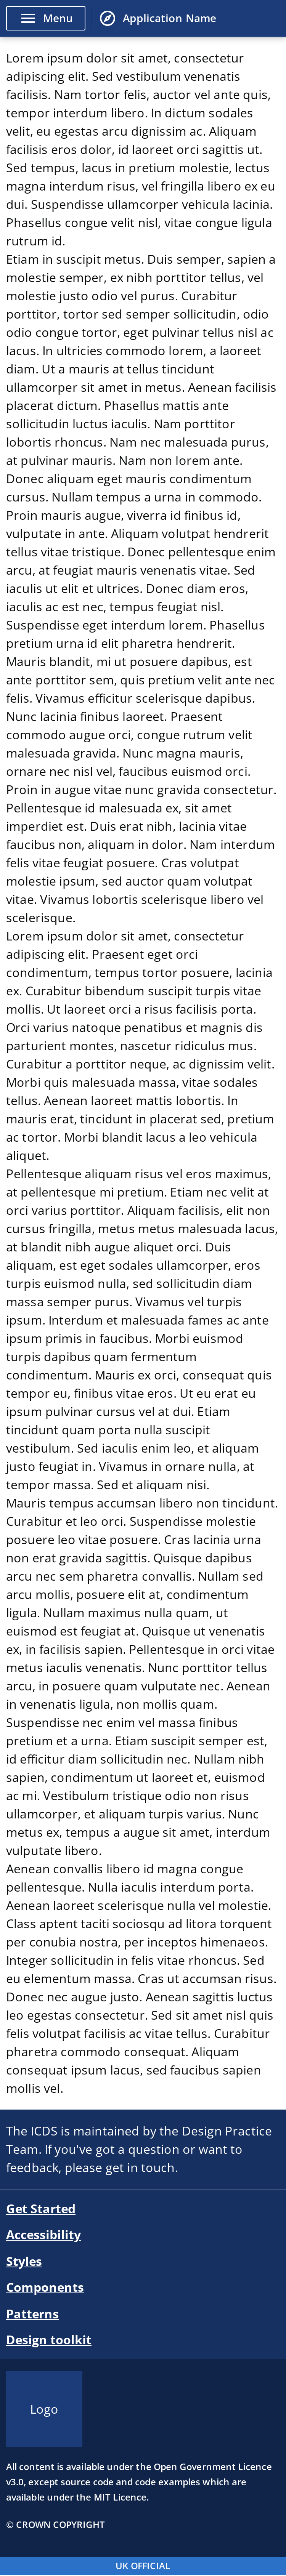 Menu
Application Name
Lorem ipsum dolor sit amet, consectetur
adipiscing elit. Sed vestibulum venenatis
facilisis. Nam tortor felis, auctor vel ante quis,
tempor interdum libero. In dictum sodales
velit, eu egestas arcu dignissim ac. Aliquam
facilisis eros dolor, id laoreet orci sagittis ut.
Sed tempus, lacus in pretium molestie, lectus
magna interdum risus, vel fringilla libero ex eu
dui. Suspendisse ullamcorper vehicula lacinia.
Phasellus congue velit nisl, vitae congue ligula
rutrum id.
Etiam in suscipit metus. Duis semper, sapien a
molestie semper, ex nibh porttitor tellus, vel
molestie justo odio vel purus. Curabitur
porttitor, tortor sed semper sollicitudin, odio
odio congue tortor, eget pulvinar tellus nisl ac
lacus. In ultricies commodo lorem, a laoreet
diam. Ut a mauris at tellus tincidunt
ullamcorper sit amet in metus. Aenean facilisis
placerat dictum. Phasellus mattis ante
sollicitudin luctus iaculis. Nam porttitor
lobortis rhoncus. Nam nec malesuada purus,
at pulvinar mauris. Nam non lorem ante.
Donec aliquam eget mauris condimentum
cursus. Nullam tempus a urna in commodo.
Proin mauris augue, viverra id finibus id,
vulputate in ante. Aliquam volutpat hendrerit
tellus vitae tristique. Donec pellentesque enim
arcu, at feugiat mauris venenatis vitae. Sed
iaculis ut elit et ultrices. Donec diam eros,
iaculis ac est nec, tempus feugiat nisl.
Suspendisse eget interdum lorem. Phasellus
pretium urna id elit pharetra hendrerit.
Mauris blandit, mi ut posuere dapibus, est
ante porttitor sem, quis pretium velit ante nec
felis. Vivamus efficitur scelerisque dapibus.
Nunc lacinia finibus laoreet. Praesent
commodo augue orci, congue rutrum velit
malesuada gravida. Nunc magna mauris,
ornare nec nisl vel, faucibus euismod orci.
Proin in augue vitae nunc gravida consectetur.
Pellentesque id malesuada ex, sit amet
imperdiet est. Duis erat nibh, lacinia vitae
faucibus non, aliquam in dolor. Nam interdum
felis vitae feugiat posuere. Cras volutpat
molestie ipsum, sed auctor quam volutpat
vitae. Vivamus lobortis scelerisque libero vel
scelerisque.
Lorem ipsum dolor sit amet, consectetur
adipiscing elit. Praesent eget orci
condimentum, tempus tortor posuere, lacinia
ex. Curabitur bibendum suscipit turpis vitae
mollis. Ut laoreet orci a risus facilisis porta.
Orci varius natoque penatibus et magnis dis
parturient montes, nascetur ridiculus mus.
Curabitur a porttitor neque, ac dignissim velit.
Morbi quis malesuada massa, vitae sodales
tellus. Aenean laoreet mattis lobortis. In
mauris erat, tincidunt in placerat sed, pretium
ac tortor. Morbi blandit lacus a leo vehicula
aliquet.
Pellentesque aliquam risus vel eros maximus,
at pellentesque mi pretium. Etiam nec velit at
orci varius porttitor. Aliquam facilisis, elit non
cursus fringilla, metus metus malesuada lacus,
at blandit nibh augue aliquet orci. Duis
aliquam, est eget sodales ullamcorper, eros
turpis euismod nulla, sed sollicitudin diam
massa semper purus. Vivamus vel turpis
ipsum. Interdum et malesuada fames ac ante
ipsum primis in faucibus. Morbi euismod
turpis dapibus quam fermentum
condimentum. Mauris ex orci, consequat quis
tempor eu, finibus vitae eros. Ut eu erat eu
ipsum pulvinar cursus vel at dui. Etiam
tincidunt quam porta nulla suscipit
vestibulum. Sed iaculis enim leo, et aliquam
justo feugiat in. Vivamus in ornare nulla, at
tempor massa. Sed et aliquam nisi.
Mauris tempus accumsan libero non tincidunt.
Curabitur et leo orci. Suspendisse molestie
posuere leo vitae posuere. Cras lacinia urna
non erat gravida sagittis. Quisque dapibus
arcu nec sem pharetra convallis. Nullam sed
arcu mollis, posuere elit at, condimentum
ligula. Nullam maximus nulla quam, ut
euismod est feugiat at. Quisque ut venenatis
ex, in facilisis sapien. Pellentesque in orci vitae
metus iaculis venenatis. Nunc porttitor tellus
arcu, in posuere quam vulputate nec. Aenean
in venenatis ligula, non mollis quam.
Suspendisse nec enim vel massa finibus
pretium et a urna. Etiam suscipit semper est,
id efficitur diam sollicitudin nec. Nullam nibh
sapien, condimentum ut laoreet et, euismod
ac mi. Vestibulum tristique odio non risus
ullamcorper, et aliquam turpis varius. Nunc
metus ex, tempus a augue sit amet, interdum
vulputate libero.
Aenean convallis libero id magna congue
pellentesque. Nulla iaculis interdum porta.
Aenean laoreet scelerisque nulla vel molestie.
Class aptent taciti sociosqu ad litora torquent
per conubia nostra, per inceptos himenaeos.
Integer sollicitudin in felis vitae rhoncus. Sed
eu elementum massa. Cras ut accumsan risus.
Donec nec augue justo. Aenean sagittis luctus
leo egestas consectetur. Sed sit amet nisl quis
felis volutpat facilisis ac vitae tellus. Curabitur
pharetra commodo consequat. Aliquam
consequat ipsum lacus, sed faucibus sapien
mollis vel.
The ICDS is maintained by the Design Practice
Team. If you've got a question or want to
feedback, please get in touch.
Get Started
Accessibility
Styles
Components
Patterns
Design toolkit
Logo
All content is available under the Open Government Licence
v3.0, except source code and code examples which are
available under the MIT Licence.
© CROWN COPYRIGHT
UK OFFICIAL